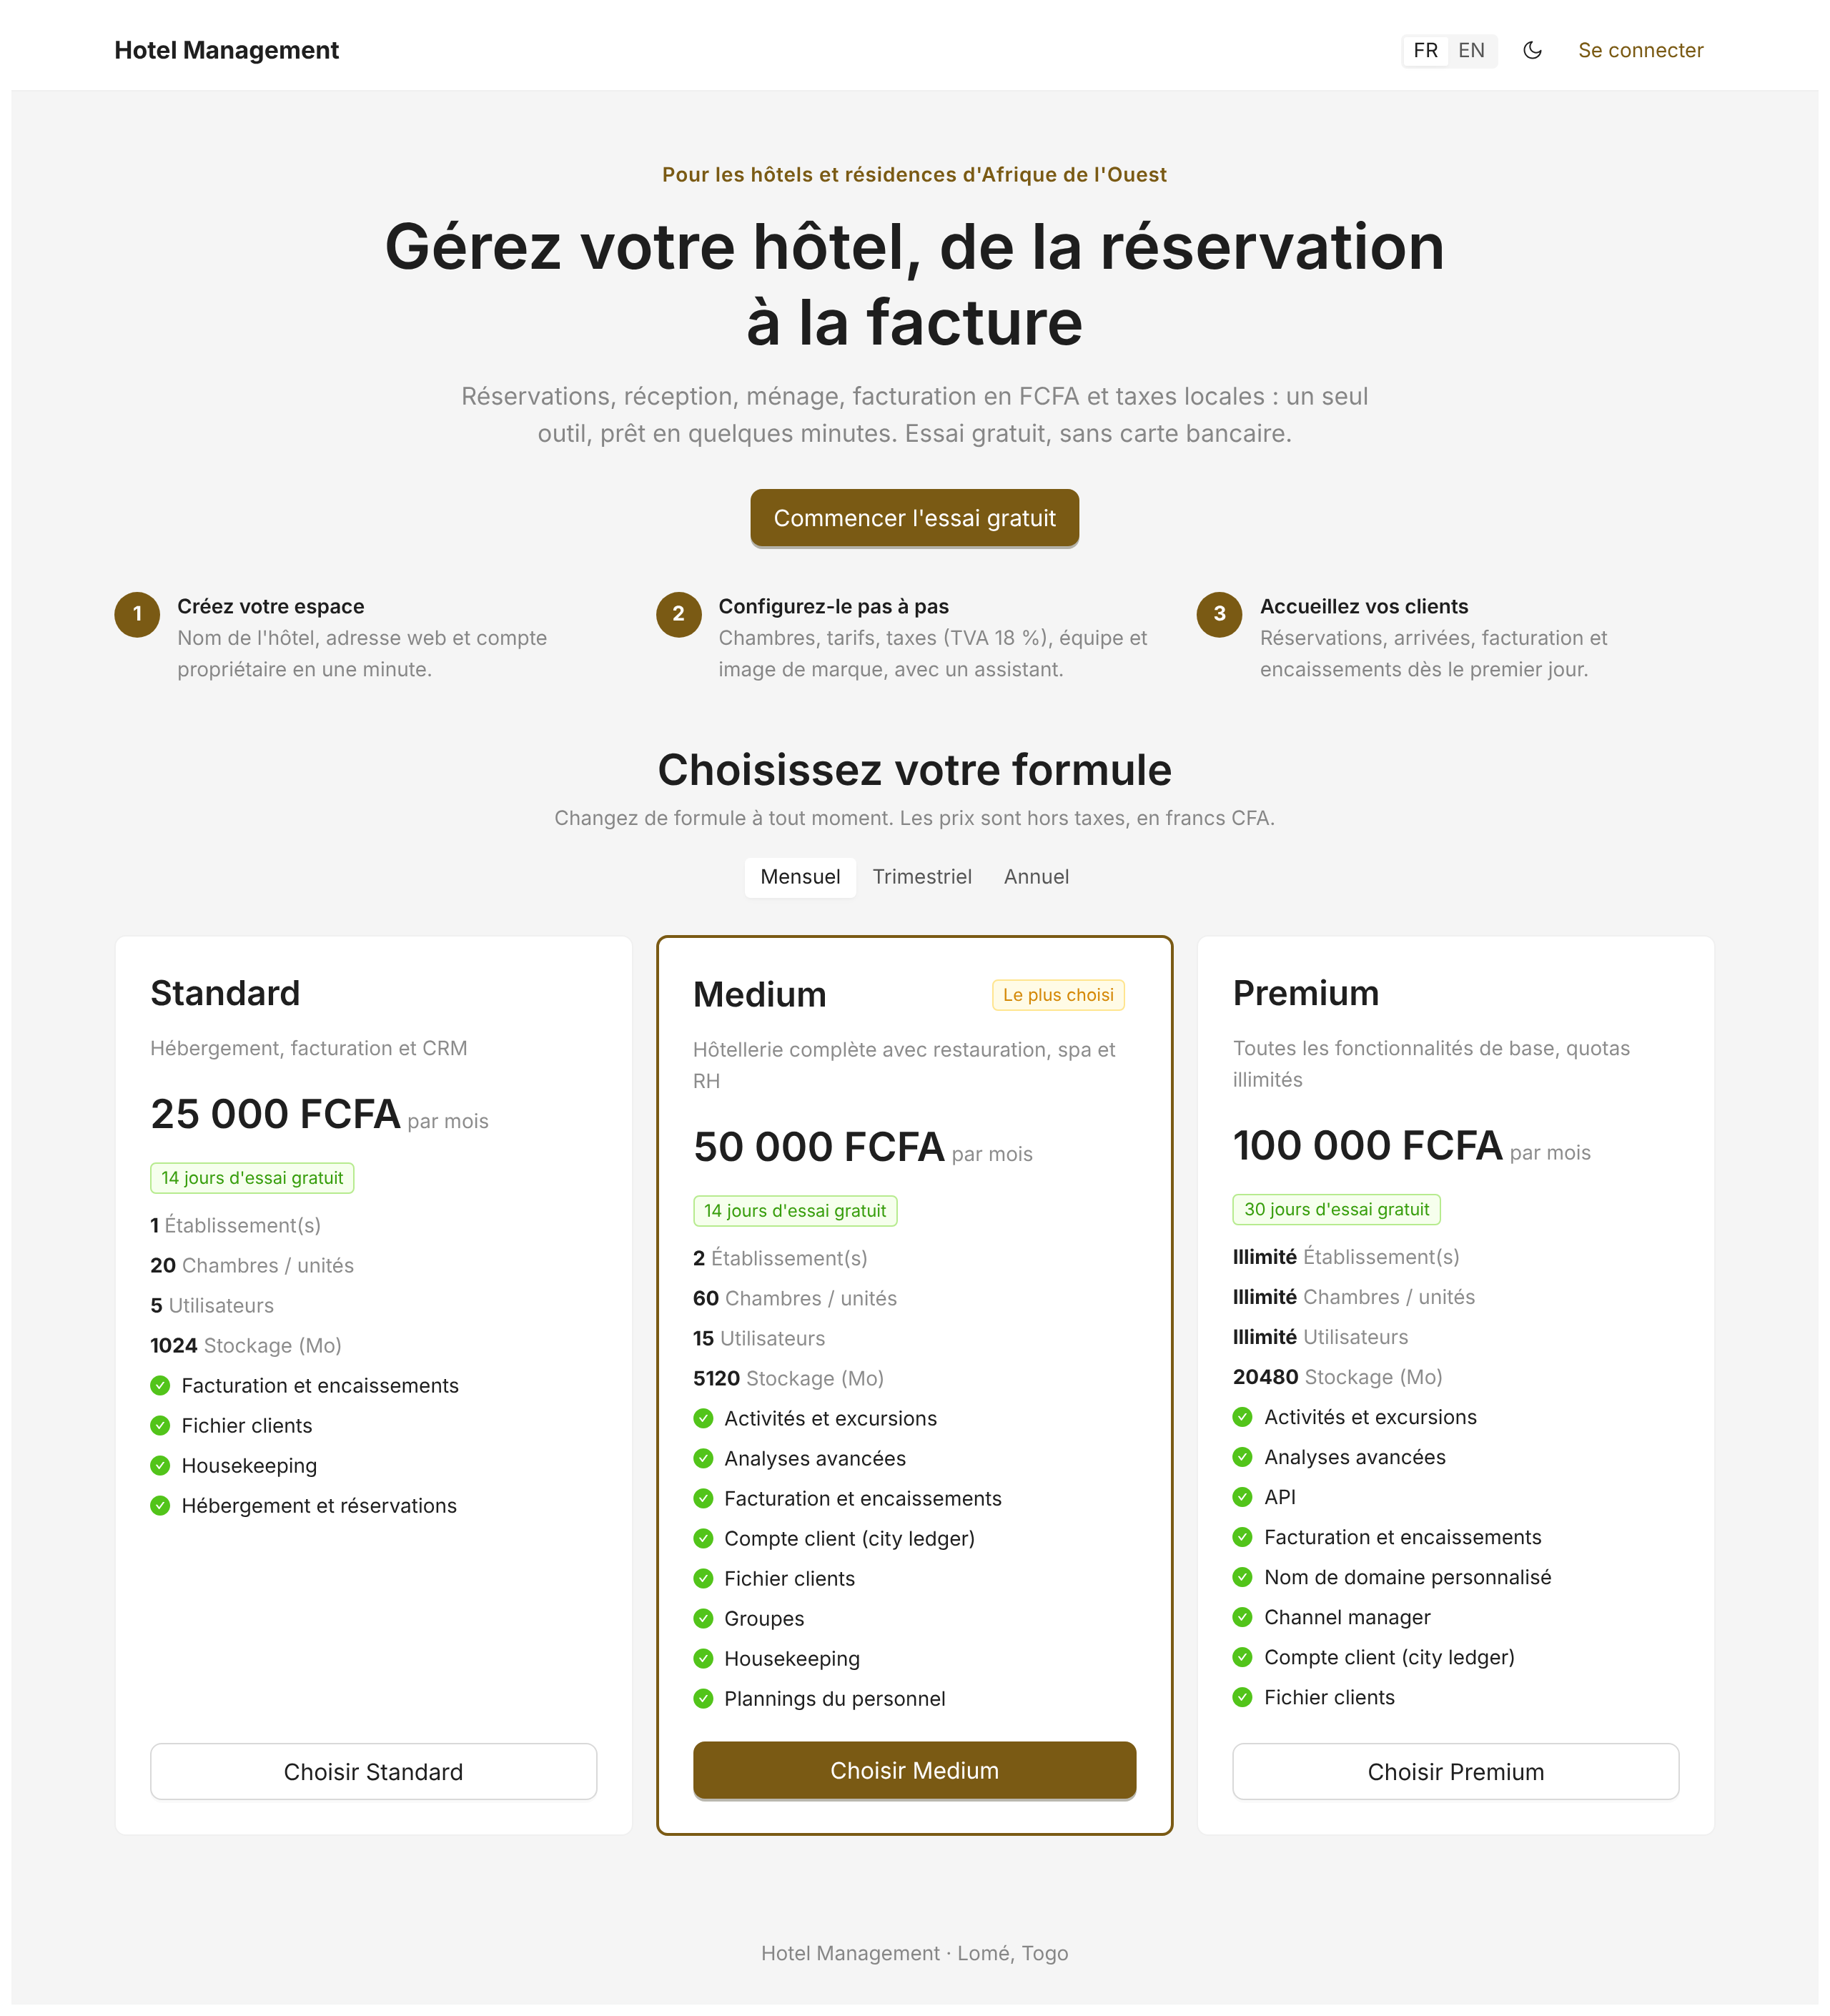 Hotel Management
FR EN
Se connecter
Pour les hôtels et résidences d'Afrique de l'Ouest
Gérez votre hôtel, de la réservation
à la facture
Réservations, réception, ménage, facturation en FCFA et taxes locales : un seul
outil, prêt en quelques minutes. Essai gratuit, sans carte bancaire.
Commencer l'essai gratuit
1
Créez votre espace
Nom de l'hôtel, adresse web et compte
propriétaire en une minute.
2
Configurez-le pas à pas
Chambres, tarifs, taxes (TVA 18 %), équipe et
image de marque, avec un assistant.
3
Accueillez vos clients
Réservations, arrivées, facturation et
encaissements dès le premier jour.
Choisissez votre formule
Changez de formule à tout moment. Les prix sont hors taxes, en francs CFA.
Mensuel Trimestriel Annuel
Standard
Hébergement, facturation et CRM
25 000 FCFA par mois
14 jours d'essai gratuit
1 Établissement(s)
20 Chambres / unités
5 Utilisateurs
1024 Stockage (Mo)
Facturation et encaissements
Fichier clients
Housekeeping
Hébergement et réservations
Choisir Standard
Medium
Le plus choisi
Hôtellerie complète avec restauration, spa et
RH
50 000 FCFA par mois
14 jours d'essai gratuit
2 Établissement(s)
60 Chambres / unités
15 Utilisateurs
5120 Stockage (Mo)
Activités et excursions
Analyses avancées
Facturation et encaissements
Compte client (city ledger)
Fichier clients
Groupes
Housekeeping
Plannings du personnel
Choisir Medium
Premium
Toutes les fonctionnalités de base, quotas
illimités
100 000 FCFA par mois
30 jours d'essai gratuit
Illimité Établissement(s)
Illimité Chambres / unités
Illimité Utilisateurs
20480 Stockage (Mo)
Activités et excursions
Analyses avancées
API
Facturation et encaissements
Nom de domaine personnalisé
Channel manager
Compte client (city ledger)
Fichier clients
Choisir Premium
Hotel Management · Lomé, Togo